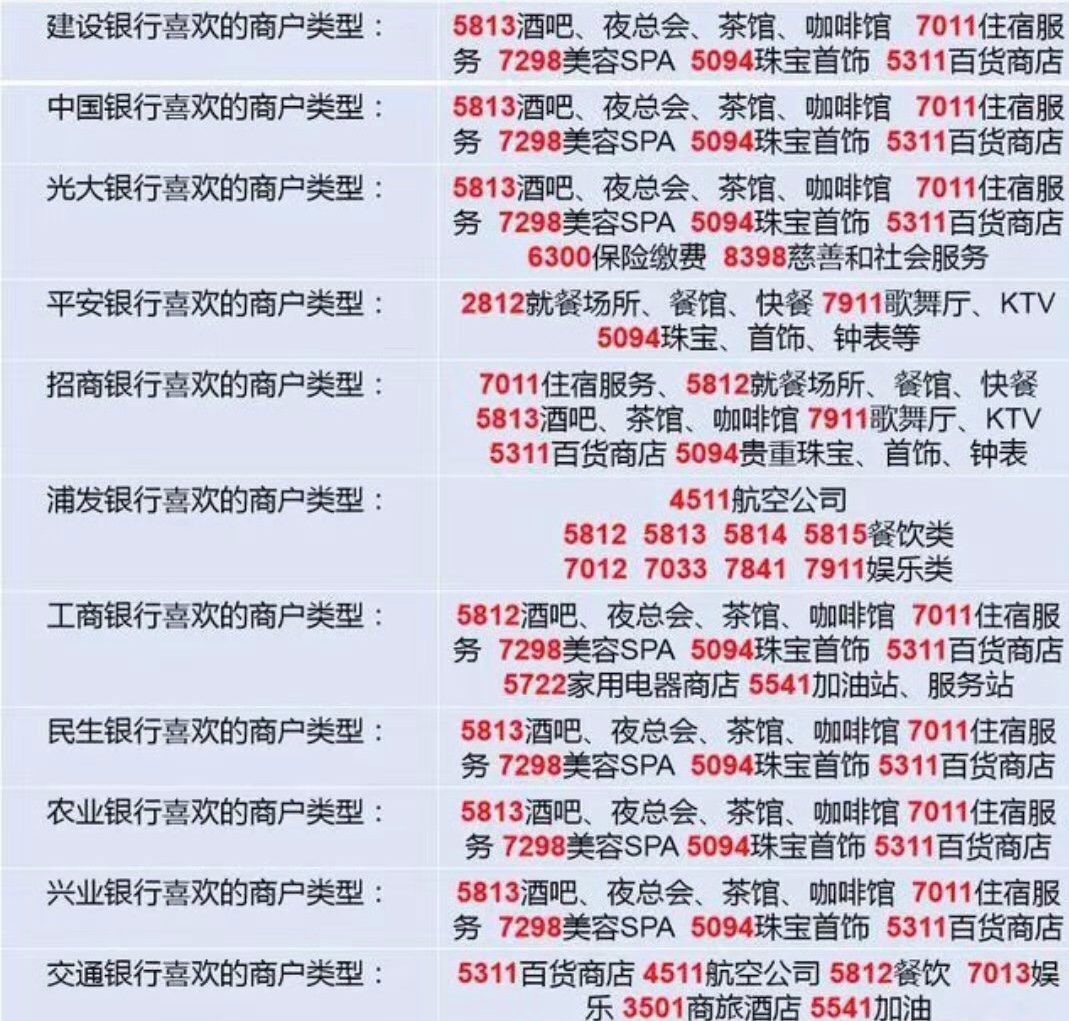 建设银行喜欢的商户类型：
5813酒吧、夜总会、茶馆、咖啡馆 7011住宿服
务 7298美容SPA 5094珠宝首饰 5311百货商店
中国银行喜欢的商户类型：
5813酒吧、夜总会、茶馆、咖啡馆 7011住宿服
务 7298美容SPA 5094珠宝首饰 5311百货商店
光大银行喜欢的商户类型：
5813酒吧、夜总会、茶馆、咖啡馆 7011住宿服
务 7298美容SPA 5094珠宝首饰 5311百货商店
6300保险缴费 8398慈善和社会服务
平安银行喜欢的商户类型：
2812就餐场所、餐馆、快餐 7911歌舞厅、KTV
5094珠宝、首饰、钟表等
招商银行喜欢的商户类型：
7011住宿服务、5812就餐场所、餐馆、快餐
5813酒吧、茶馆、咖啡馆 7911歌舞厅、KTV
5311百货商店 5094贵重珠宝、首饰、钟表
浦发银行喜欢的商户类型：
4511航空公司
5812 5813 5814 5815餐饮类
7012 7033 7841 7911娱乐类
工商银行喜欢的商户类型：
5812酒吧、夜总会、茶馆、咖啡馆 7011住宿服
务 7298美容SPA 5094珠宝首饰 5311百货商店
5722家用电器商店 5541加油站、服务站
民生银行喜欢的商户类型：
5813酒吧、夜总会、茶馆、咖啡馆 7011住宿服
务 7298美容SPA 5094珠宝首饰 5311百货商店
农业银行喜欢的商户类型：
5813酒吧、夜总会、茶馆、咖啡馆 7011住宿服
务 7298美容SPA 5094珠宝首饰 5311百货商店
兴业银行喜欢的商户类型：
5813酒吧、夜总会、茶馆、咖啡馆 7011住宿服
务 7298美容SPA 5094珠宝首饰 5311百货商店
交通银行喜欢的商户类型：
5311百货商店 4511航空公司 5812餐饮 7013娱
乐 3501商旅酒店 5541加油